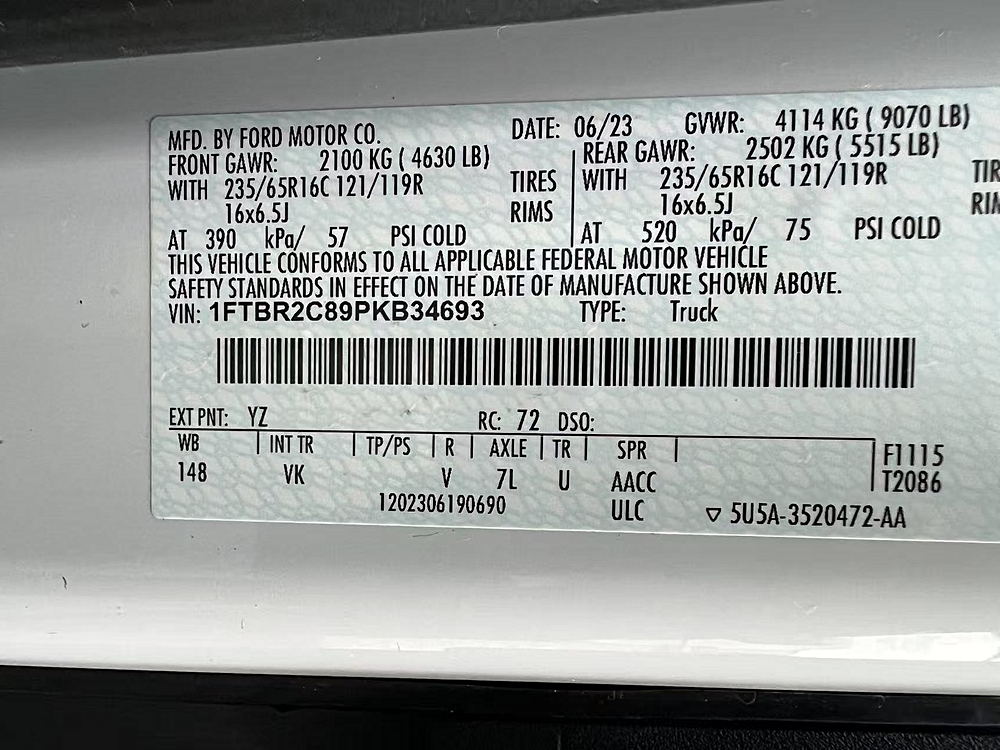 MFD. BY FORD MOTOR CO. DATE: 06/23 GVWR: 4114 KG ( 9070 LB)
FRONT GAWR: 2100 KG ( 4630 LB) REAR GAWR: 2502 KG ( 5515 LB)
WITH 235/65R16C 121/119R TIRES WITH 235/65R16C 121/119R TIR
16x6.5J RIMS 16x6.5J RIM
AT 390 kPa/ 57 PSI COLD AT 520 kPa/ 75 PSI COLD
THIS VEHICLE CONFORMS TO ALL APPLICABLE FEDERAL MOTOR VEHICLE
SAFETY STANDARDS IN EFFECT ON THE DATE OF MANUFACTURE SHOWN ABOVE.
VIN: 1FTBR2C89PKB34693 TYPE: Truck
EXT PNT: YZ RC: 72 DSO:
WB INT TR TP/PS R AXLE TR SPR F1115
148 VK V 7L U AACC T2086
1202306190690 ULC ▽ 5U5A-3520472-AA